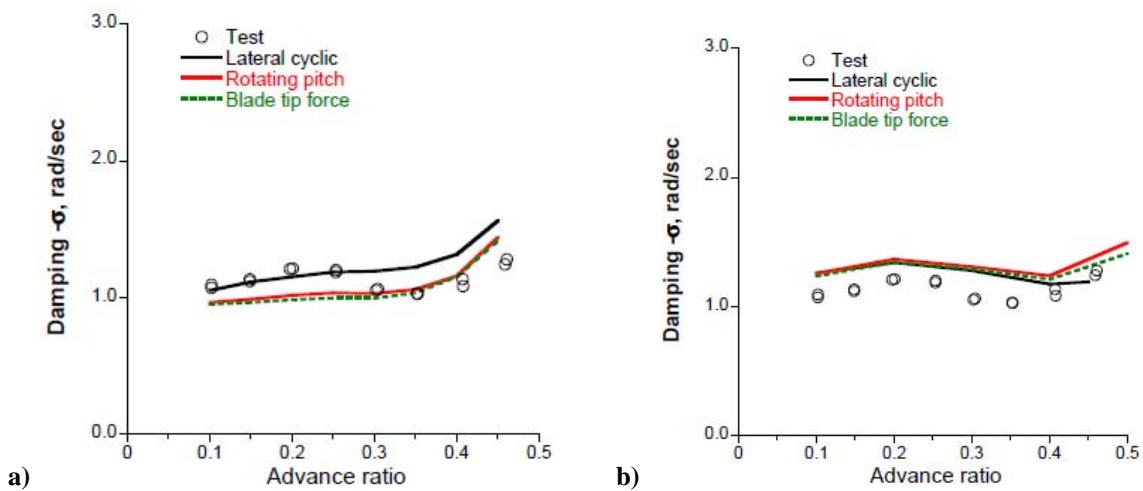 3.0
Test
Lateral cyclic
Rotating pitch
Blade tip force
2.0
Damping -σ, rad/sec
1.0
0.0
0
0.1
0.2
0.3
0.4
0.5
Advance ratio
a)
3.0
Test
Lateral cyclic
Rotating pitch
Blade tip force
2.0
Damping -σ, rad/sec
1.0
0.0
0
0.1
0.2
0.3
0.4
0.5
Advance ratio
b)